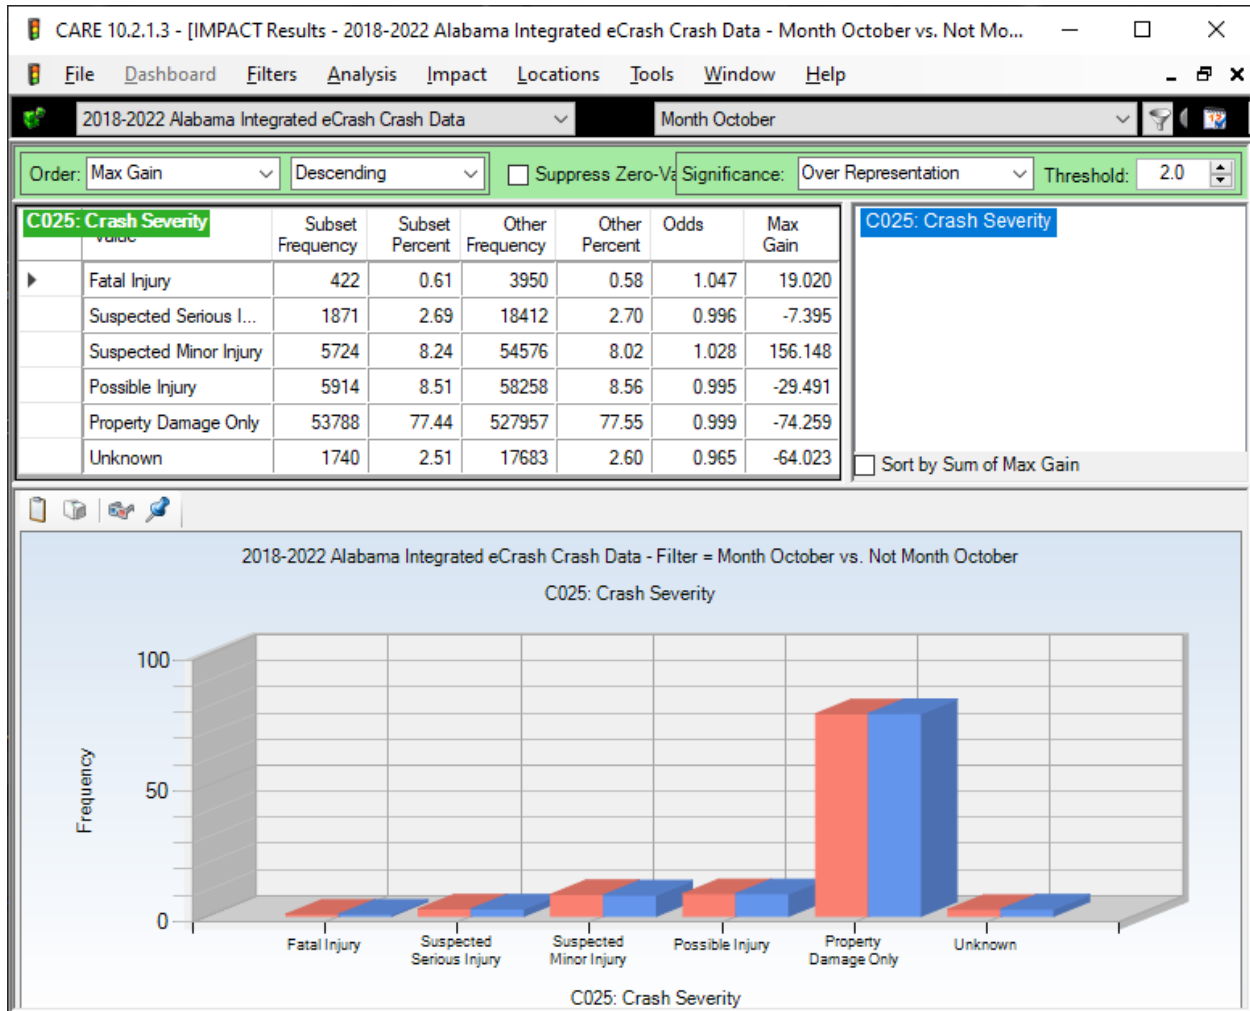 CARE 10.2.1.3 - [IMPACT Results - 2018-2022 Alabama Integrated eCrash Crash Data - Month October vs. Not Mo...
File Dashboard Filters Analysis Impact Locations Tools Window Help
2018-2022 Alabama Integrated eCrash Crash Data Month October
Order: Max Gain Descending Suppress Zero-Va Significance: Over Representation Threshold: 2.0
C025: Crash Severity
Subset Frequency Subset Percent Other Frequency Other Percent Odds Max Gain
Fatal Injury 422 0.61 3950 0.58 1.047 19.020
Suspected Serious I... 1871 2.69 18412 2.70 0.996 -7.395
Suspected Minor Injury 5724 8.24 54576 8.02 1.028 156.148
Possible Injury 5914 8.51 58258 8.56 0.995 -29.491
Property Damage Only 53788 77.44 527957 77.55 0.999 -74.259
Unknown 1740 2.51 17683 2.60 0.965 -64.023
C025: Crash Severity
Sort by Sum of Max Gain
2018-2022 Alabama Integrated eCrash Crash Data - Filter = Month October vs. Not Month October
C025: Crash Severity
100
50
0
Frequency
Fatal Injury
Suspected
Serious Injury
Suspected
Minor Injury
Possible Injury
Property
Damage Only
Unknown
C025: Crash Severity